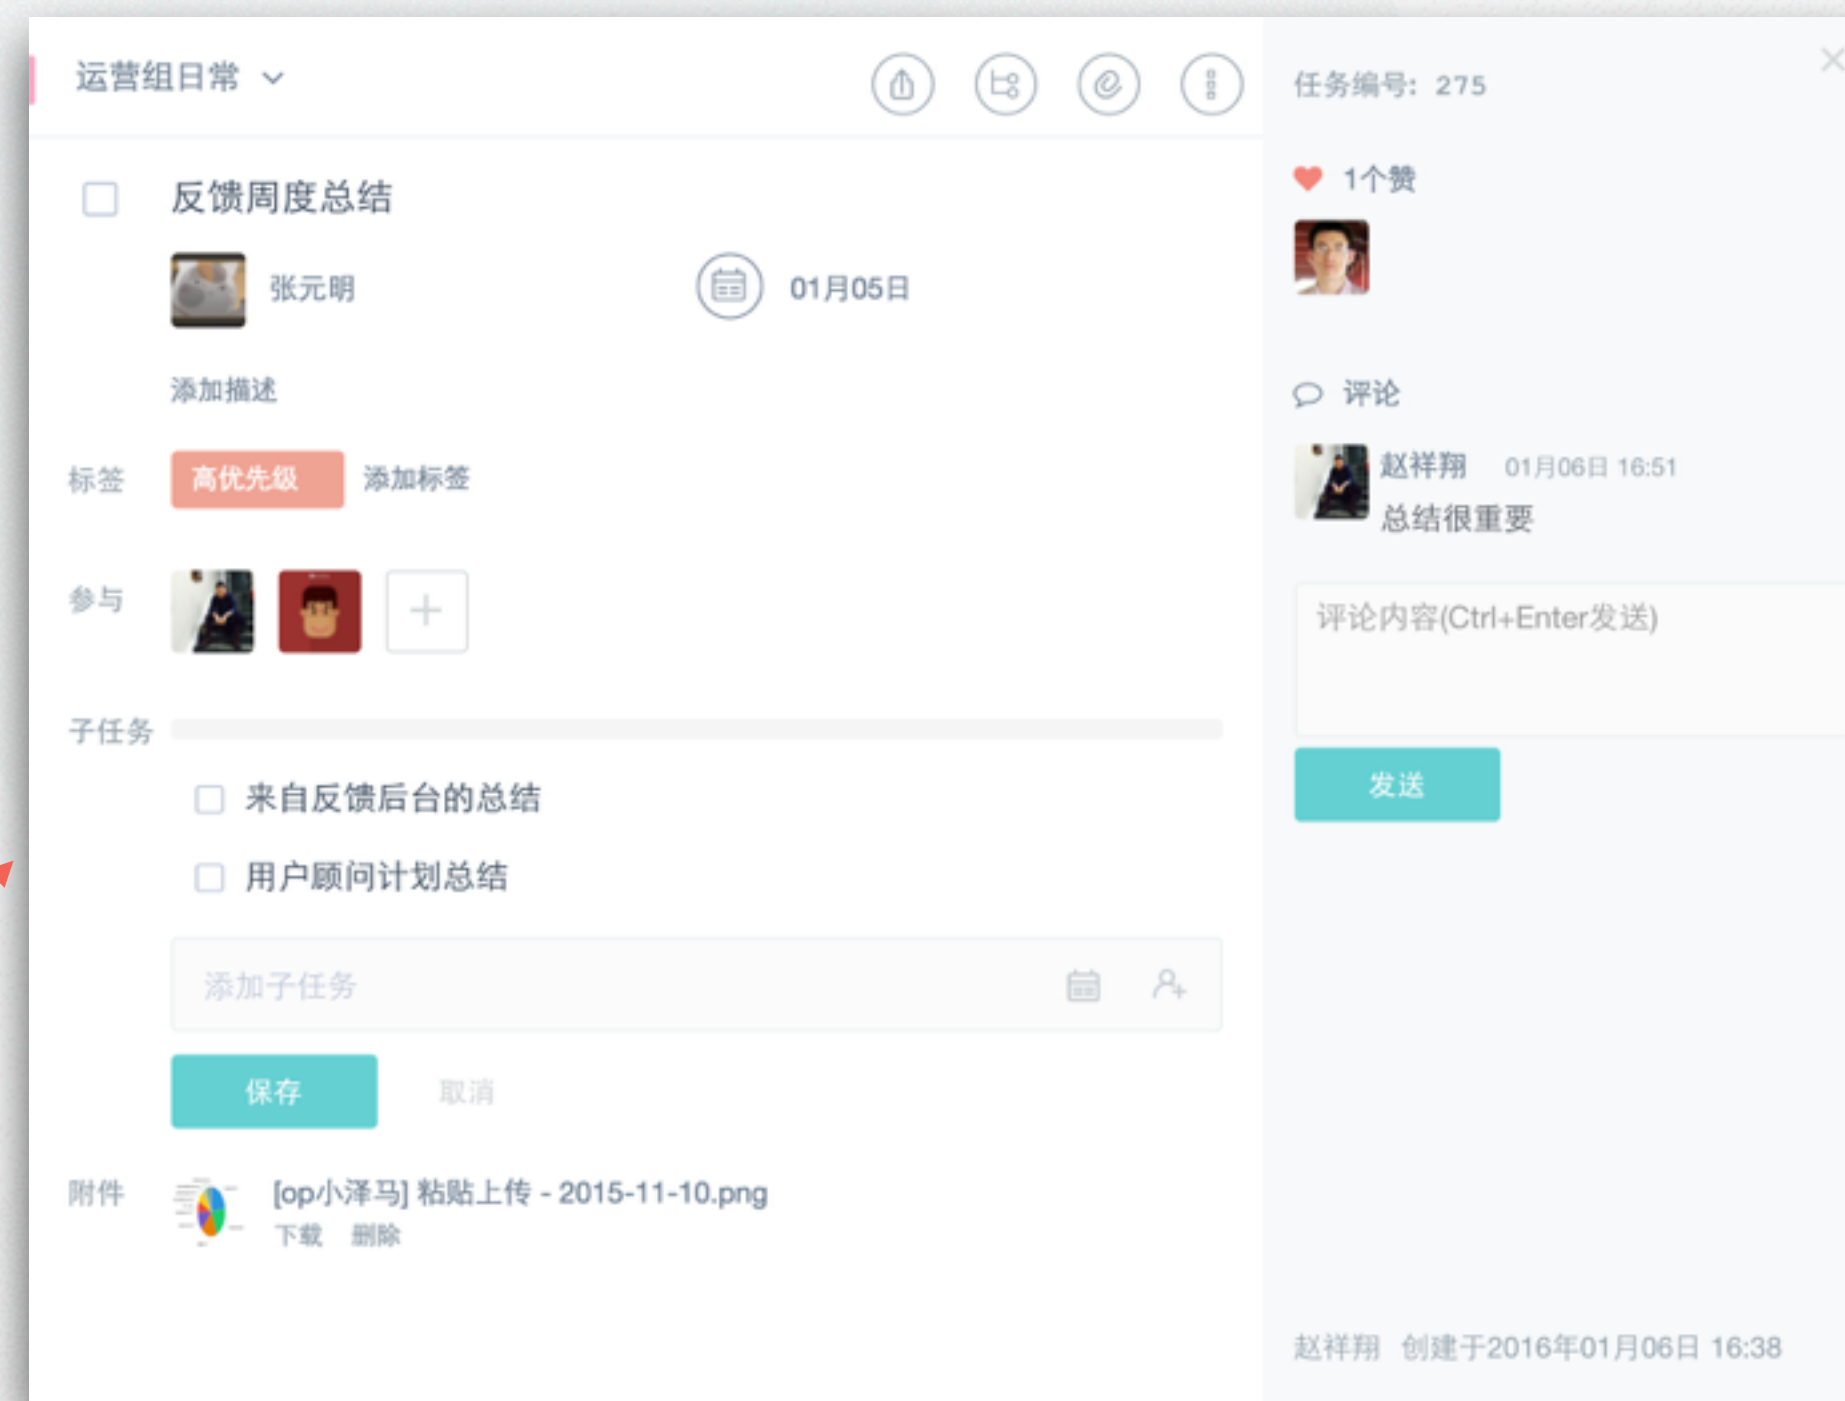 运营组日常
反馈周度总结
张元明
01月05日
添加描述
标签
高优先级
添加标签
参与
子任务
来自反馈后台的总结
用户顾问计划总结
添加子任务
保存
取消
附件
[op小泽马] 粘贴上传 - 2015-11-10.png
下载 删除
任务编号: 275
1个赞
评论
赵祥翔 01月06日 16:51
总结很重要
评论内容(Ctrl+Enter发送)
发送
赵祥翔 创建于2016年01月06日 16:38